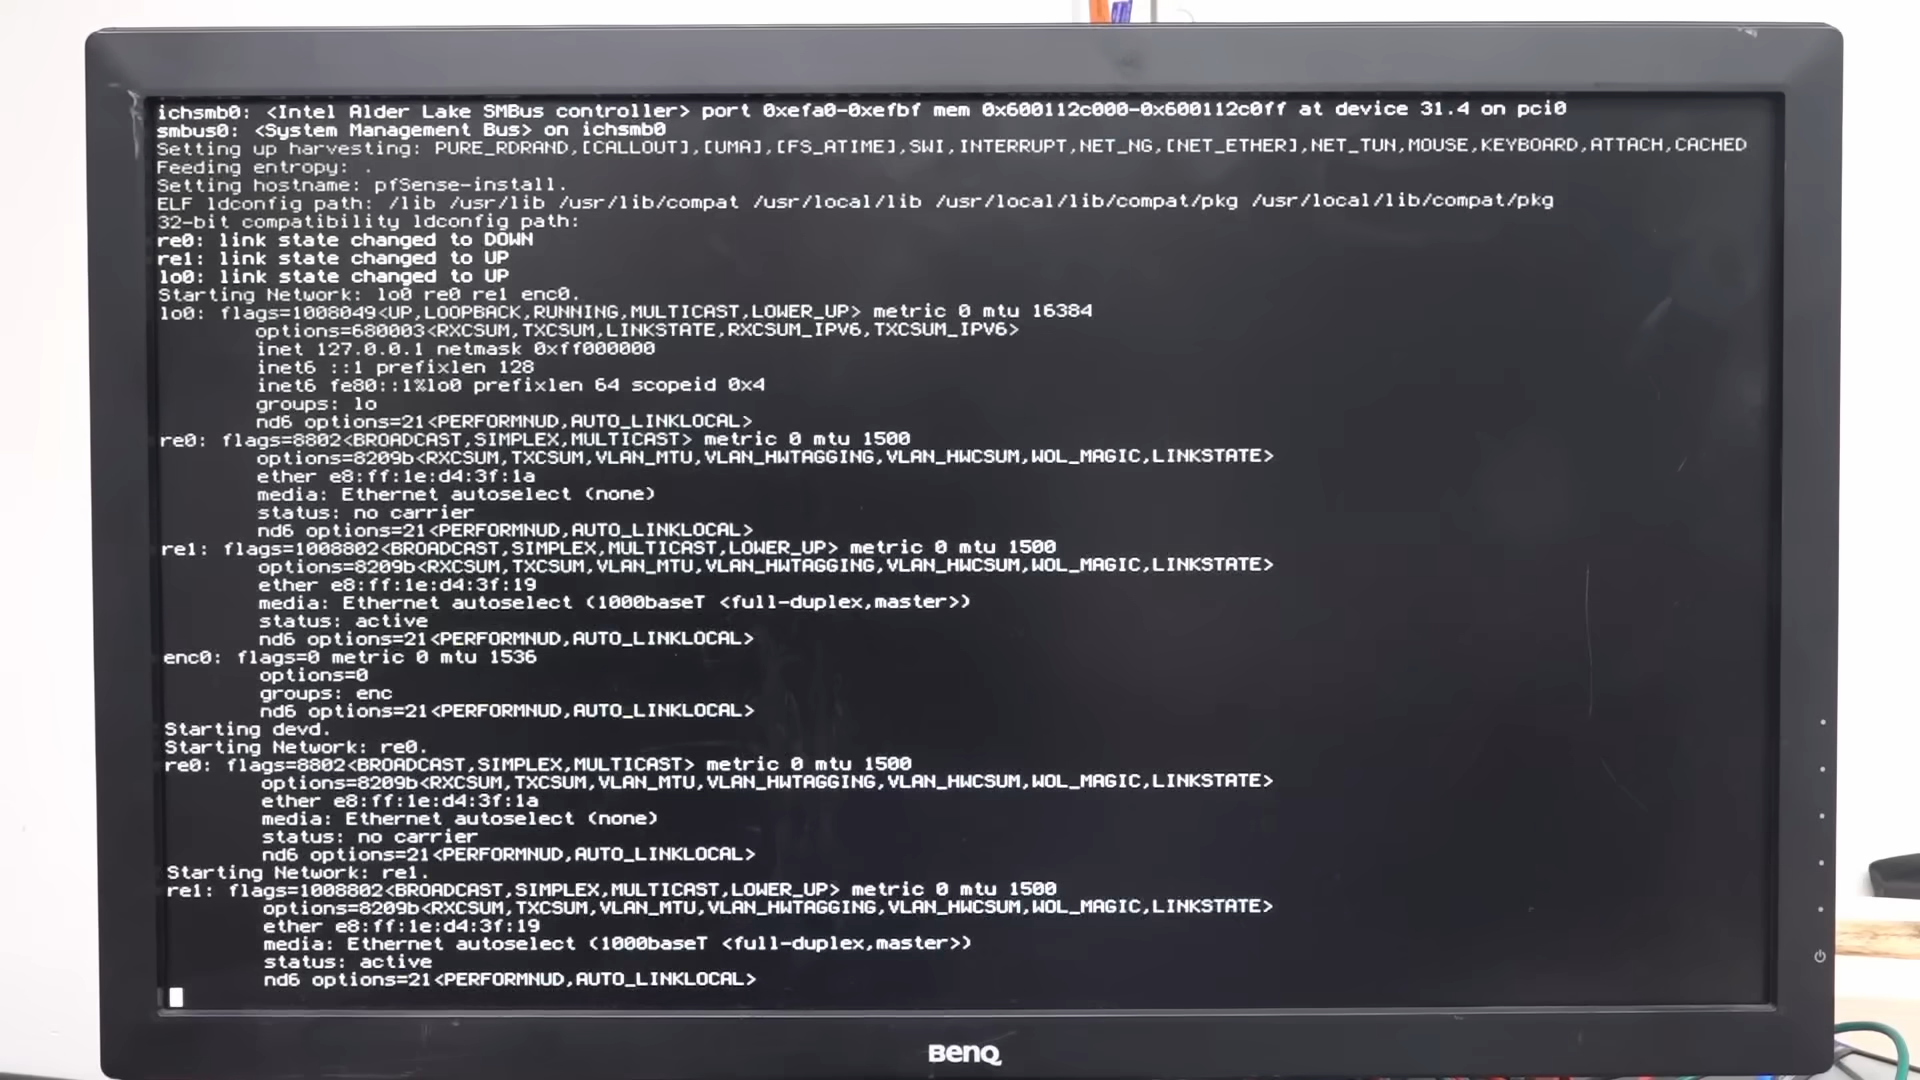 ichsmb0: <Intel Alder Lake SMBus controller> port 0xefa0-0xefbf mem 0x600112c000-0x600112c0ff at device 31.4 on pci0
smbus0: <System Management Bus> on ichsmb0
Setting up harvesting: PURE_RDRAND,[CALLOUT],[UMA],[FS_ATIME],SWI,INTERRUPT,NET_NG,[NET_ETHER],NET_TUN,MOUSE,KEYBOARD,ATTACH,CACHED
Feeding entropy: .
Setting hostname: pfSense-install.
ELF ldconfig path: /lib /usr/lib /usr/lib/compat /usr/local/lib /usr/local/lib/compat/pkg /usr/local/lib/compat/pkg
32-bit compatibility ldconfig path:
re0: link state changed to DOWN
re1: link state changed to UP
lo0: link state changed to UP
Starting Network: lo0 re0 re1 enc0.
lo0: flags=1008049<UP,LOOPBACK,RUNNING,MULTICAST,LOWER_UP> metric 0 mtu 16384
options=680003<RXCSUM,TXCSUM,LINKSTATE,RXCSUM_IPV6,TXCSUM_IPV6>
inet 127.0.0.1 netmask 0xff000000
inet6 ::1 prefixlen 128
inet6 fe80::1%lo0 prefixlen 64 scopeid 0x4
groups: lo
nd6 options=21<PERFORMNUD,AUTO_LINKLOCAL>
re0: flags=8802<BROADCAST,SIMPLEX,MULTICAST> metric 0 mtu 1500
options=8209b<RXCSUM,TXCSUM,VLAN_MTU,VLAN_HWTAGGING,VLAN_HWCSUM,WOL_MAGIC,LINKSTATE>
ether e8:ff:1e:d4:3f:1a
media: Ethernet autoselect (none)
status: no carrier
nd6 options=21<PERFORMNUD,AUTO_LINKLOCAL>
re1: flags=1008802<BROADCAST,SIMPLEX,MULTICAST,LOWER_UP> metric 0 mtu 1500
options=8209b<RXCSUM,TXCSUM,VLAN_MTU,VLAN_HWTAGGING,VLAN_HWCSUM,WOL_MAGIC,LINKSTATE>
ether e8:ff:1e:d4:3f:19
media: Ethernet autoselect (1000baseT <full-duplex,master>)
status: active
nd6 options=21<PERFORMNUD,AUTO_LINKLOCAL>
enc0: flags=0 metric 0 mtu 1536
options=0
groups: enc
nd6 options=21<PERFORMNUD,AUTO_LINKLOCAL>
Starting devd.
Starting Network: re0.
re0: flags=8802<BROADCAST,SIMPLEX,MULTICAST> metric 0 mtu 1500
options=8209b<RXCSUM,TXCSUM,VLAN_MTU,VLAN_HWTAGGING,VLAN_HWCSUM,WOL_MAGIC,LINKSTATE>
ether e8:ff:1e:d4:3f:1a
media: Ethernet autoselect (none)
status: no carrier
nd6 options=21<PERFORMNUD,AUTO_LINKLOCAL>
Starting Network: re1.
re1: flags=1008802<BROADCAST,SIMPLEX,MULTICAST,LOWER_UP> metric 0 mtu 1500
options=8209b<RXCSUM,TXCSUM,VLAN_MTU,VLAN_HWTAGGING,VLAN_HWCSUM,WOL_MAGIC,LINKSTATE>
ether e8:ff:1e:d4:3f:19
media: Ethernet autoselect (1000baseT <full-duplex,master>)
status: active
nd6 options=21<PERFORMNUD,AUTO_LINKLOCAL>
BenQ